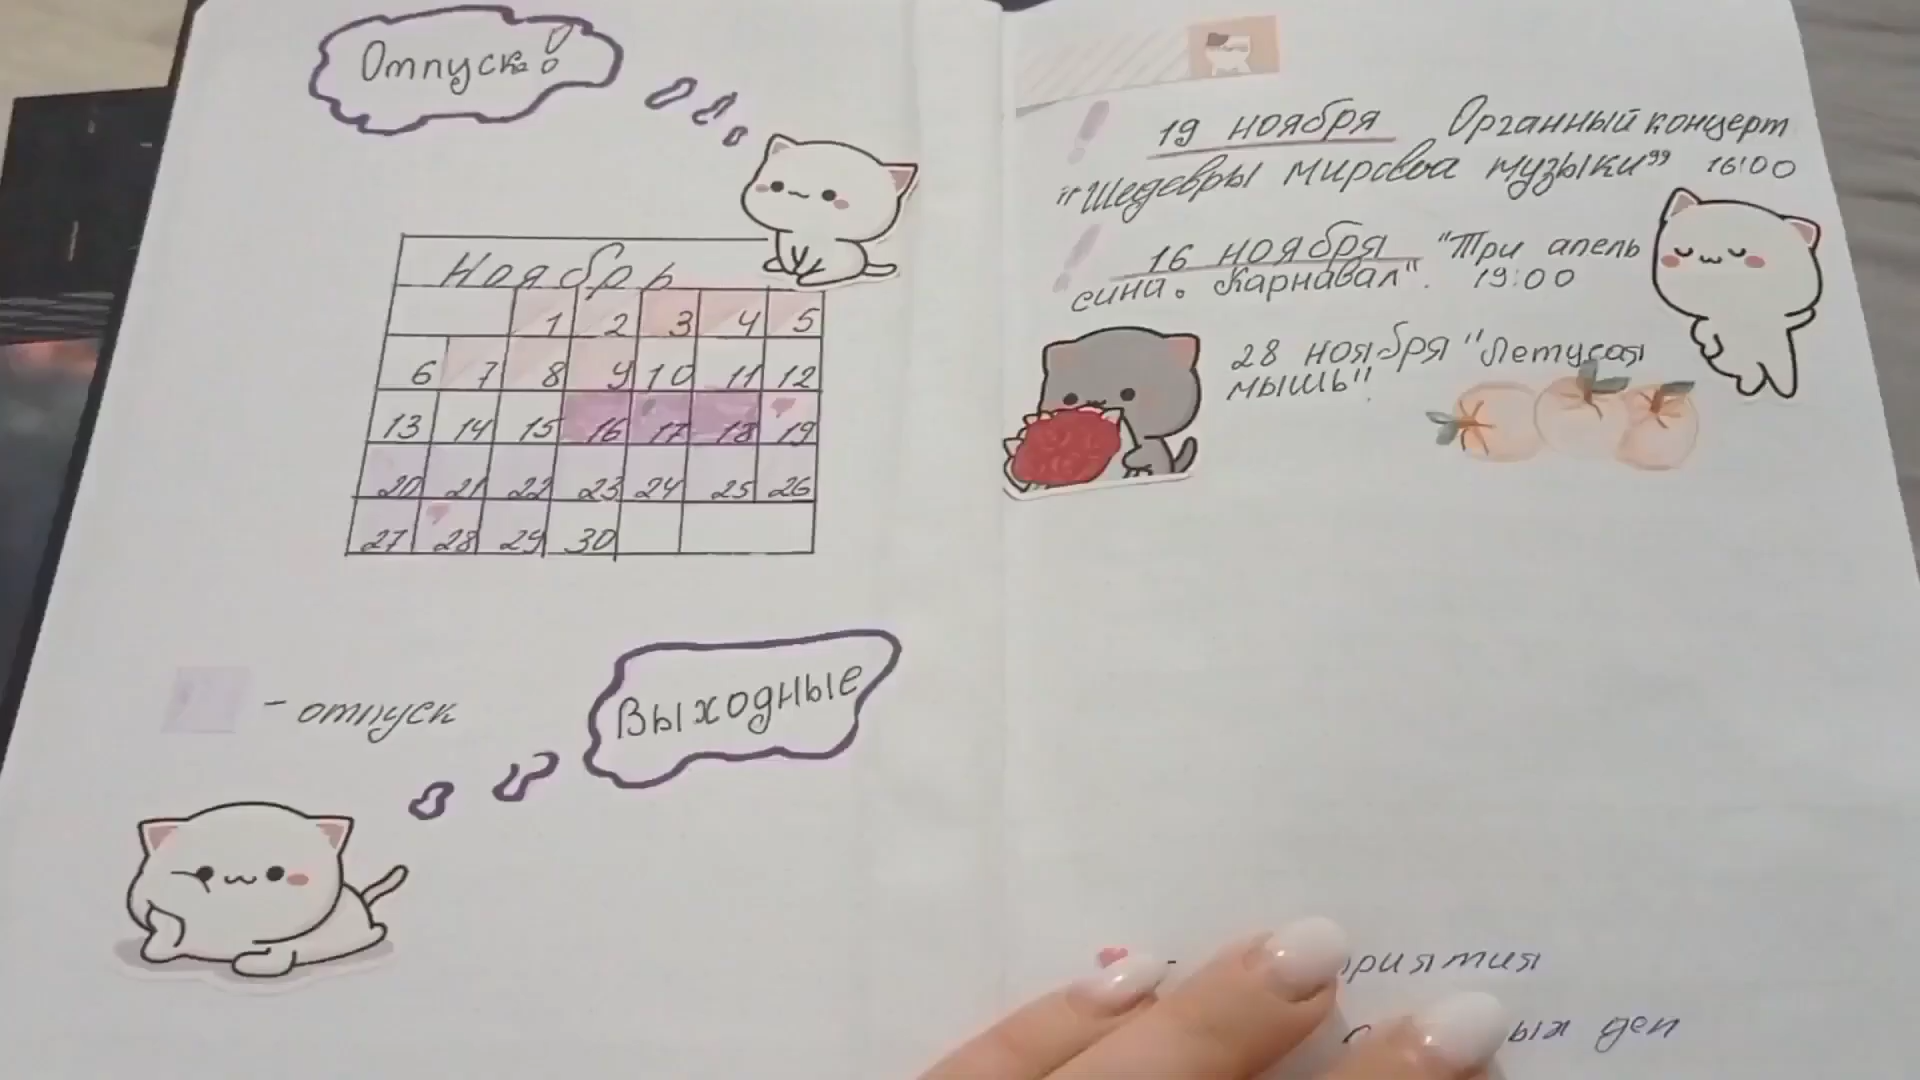 Отпуск!
Ноябрь
1 2 3 4 5
6 7 8 9 10 11 12
13 14 15 16 17 18 19
20 21 22 23 24 25 26
27 28 29 30
- отпуск
Выходные
19 ноября Органный концерт
"Шедевры мировой музыки" 16:00
16 ноября "Три апель
сина. Карнавал". 19:00
28 ноября "Летучая
мышь"!